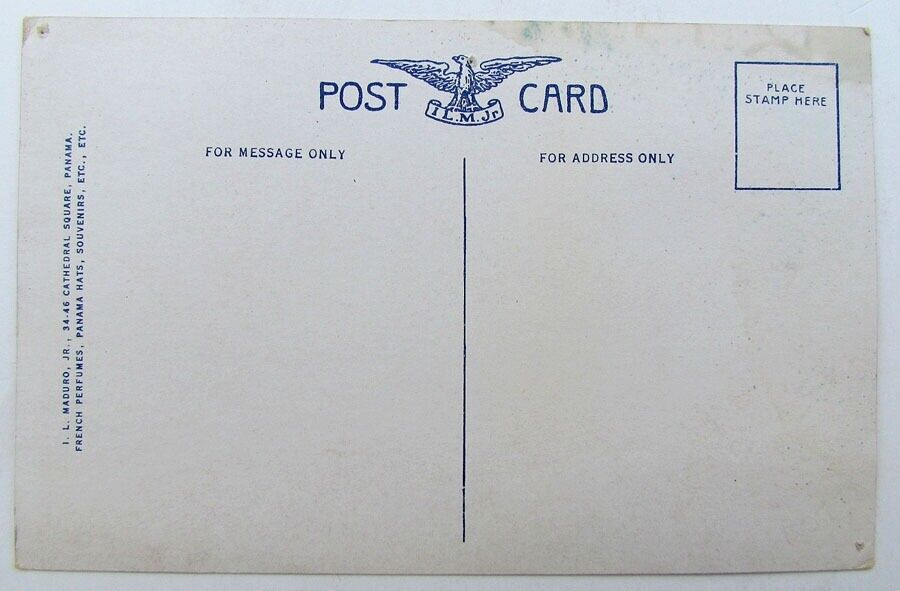 POST CARD
I.L.M.Jr
PLACE
STAMP HERE
FOR MESSAGE ONLY
FOR ADDRESS ONLY
I. L. MADURO, JR., 34-46 CATHEDRAL SQUARE, PANAMA.
FRENCH PERFUMES, PANAMA HATS, SOUVENIRS, ETC., ETC.